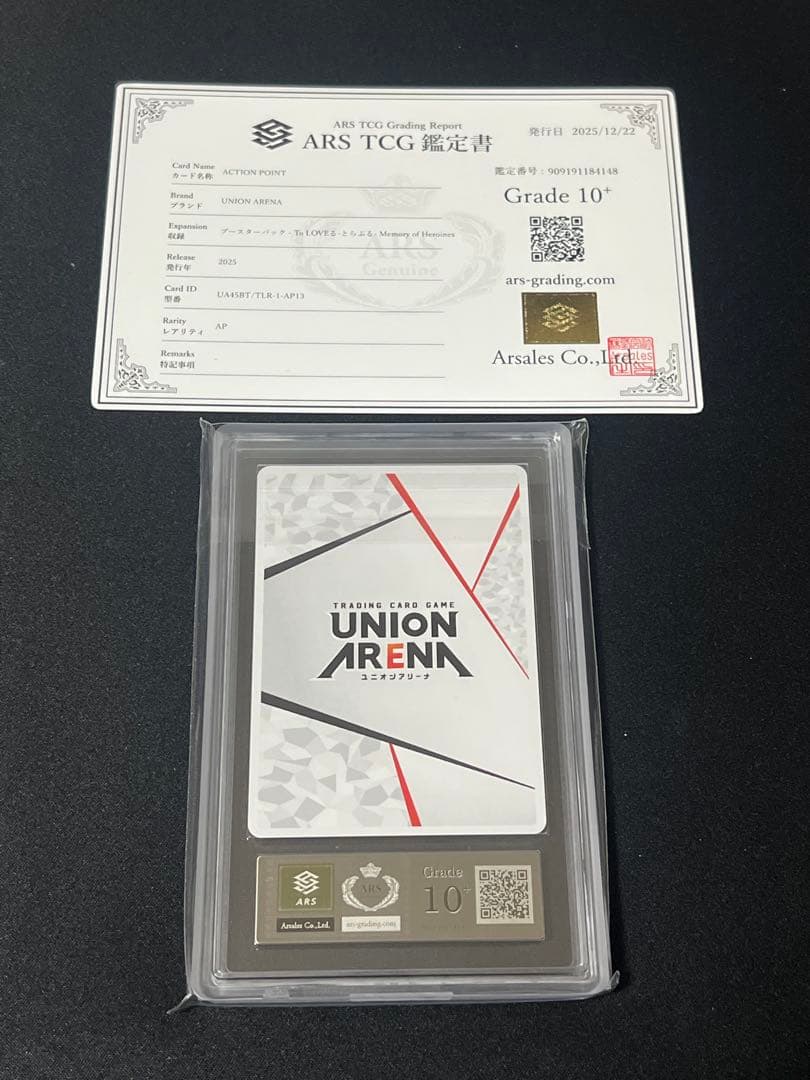 ARS TCG Grading Report
ARS TCG 鑑定書
発行日 2025/12/22
Card Name
カード名称
ACTION POINT
Brand
ブランド
UNION ARENA
Expansion
収録
ブースターパック - To LOVEる -とらぶる- Memory of Heroines
Release
発行年
2025
Card ID
型番
UA45BT/TLR-1-AP13
Rarity
レアリティ
AP
Remarks
特記事項
ARS
Genuine
鑑定番号：909191184148
Grade 10+
ars-grading.com
Arsales Co.,Ltd.
Arsales
TRADING CARD GAME
UNION
ARENA
ユニオンアリーナ
ARS
Arsales Co.,Ltd.
ARS
ars-grading.com
Grade
10+